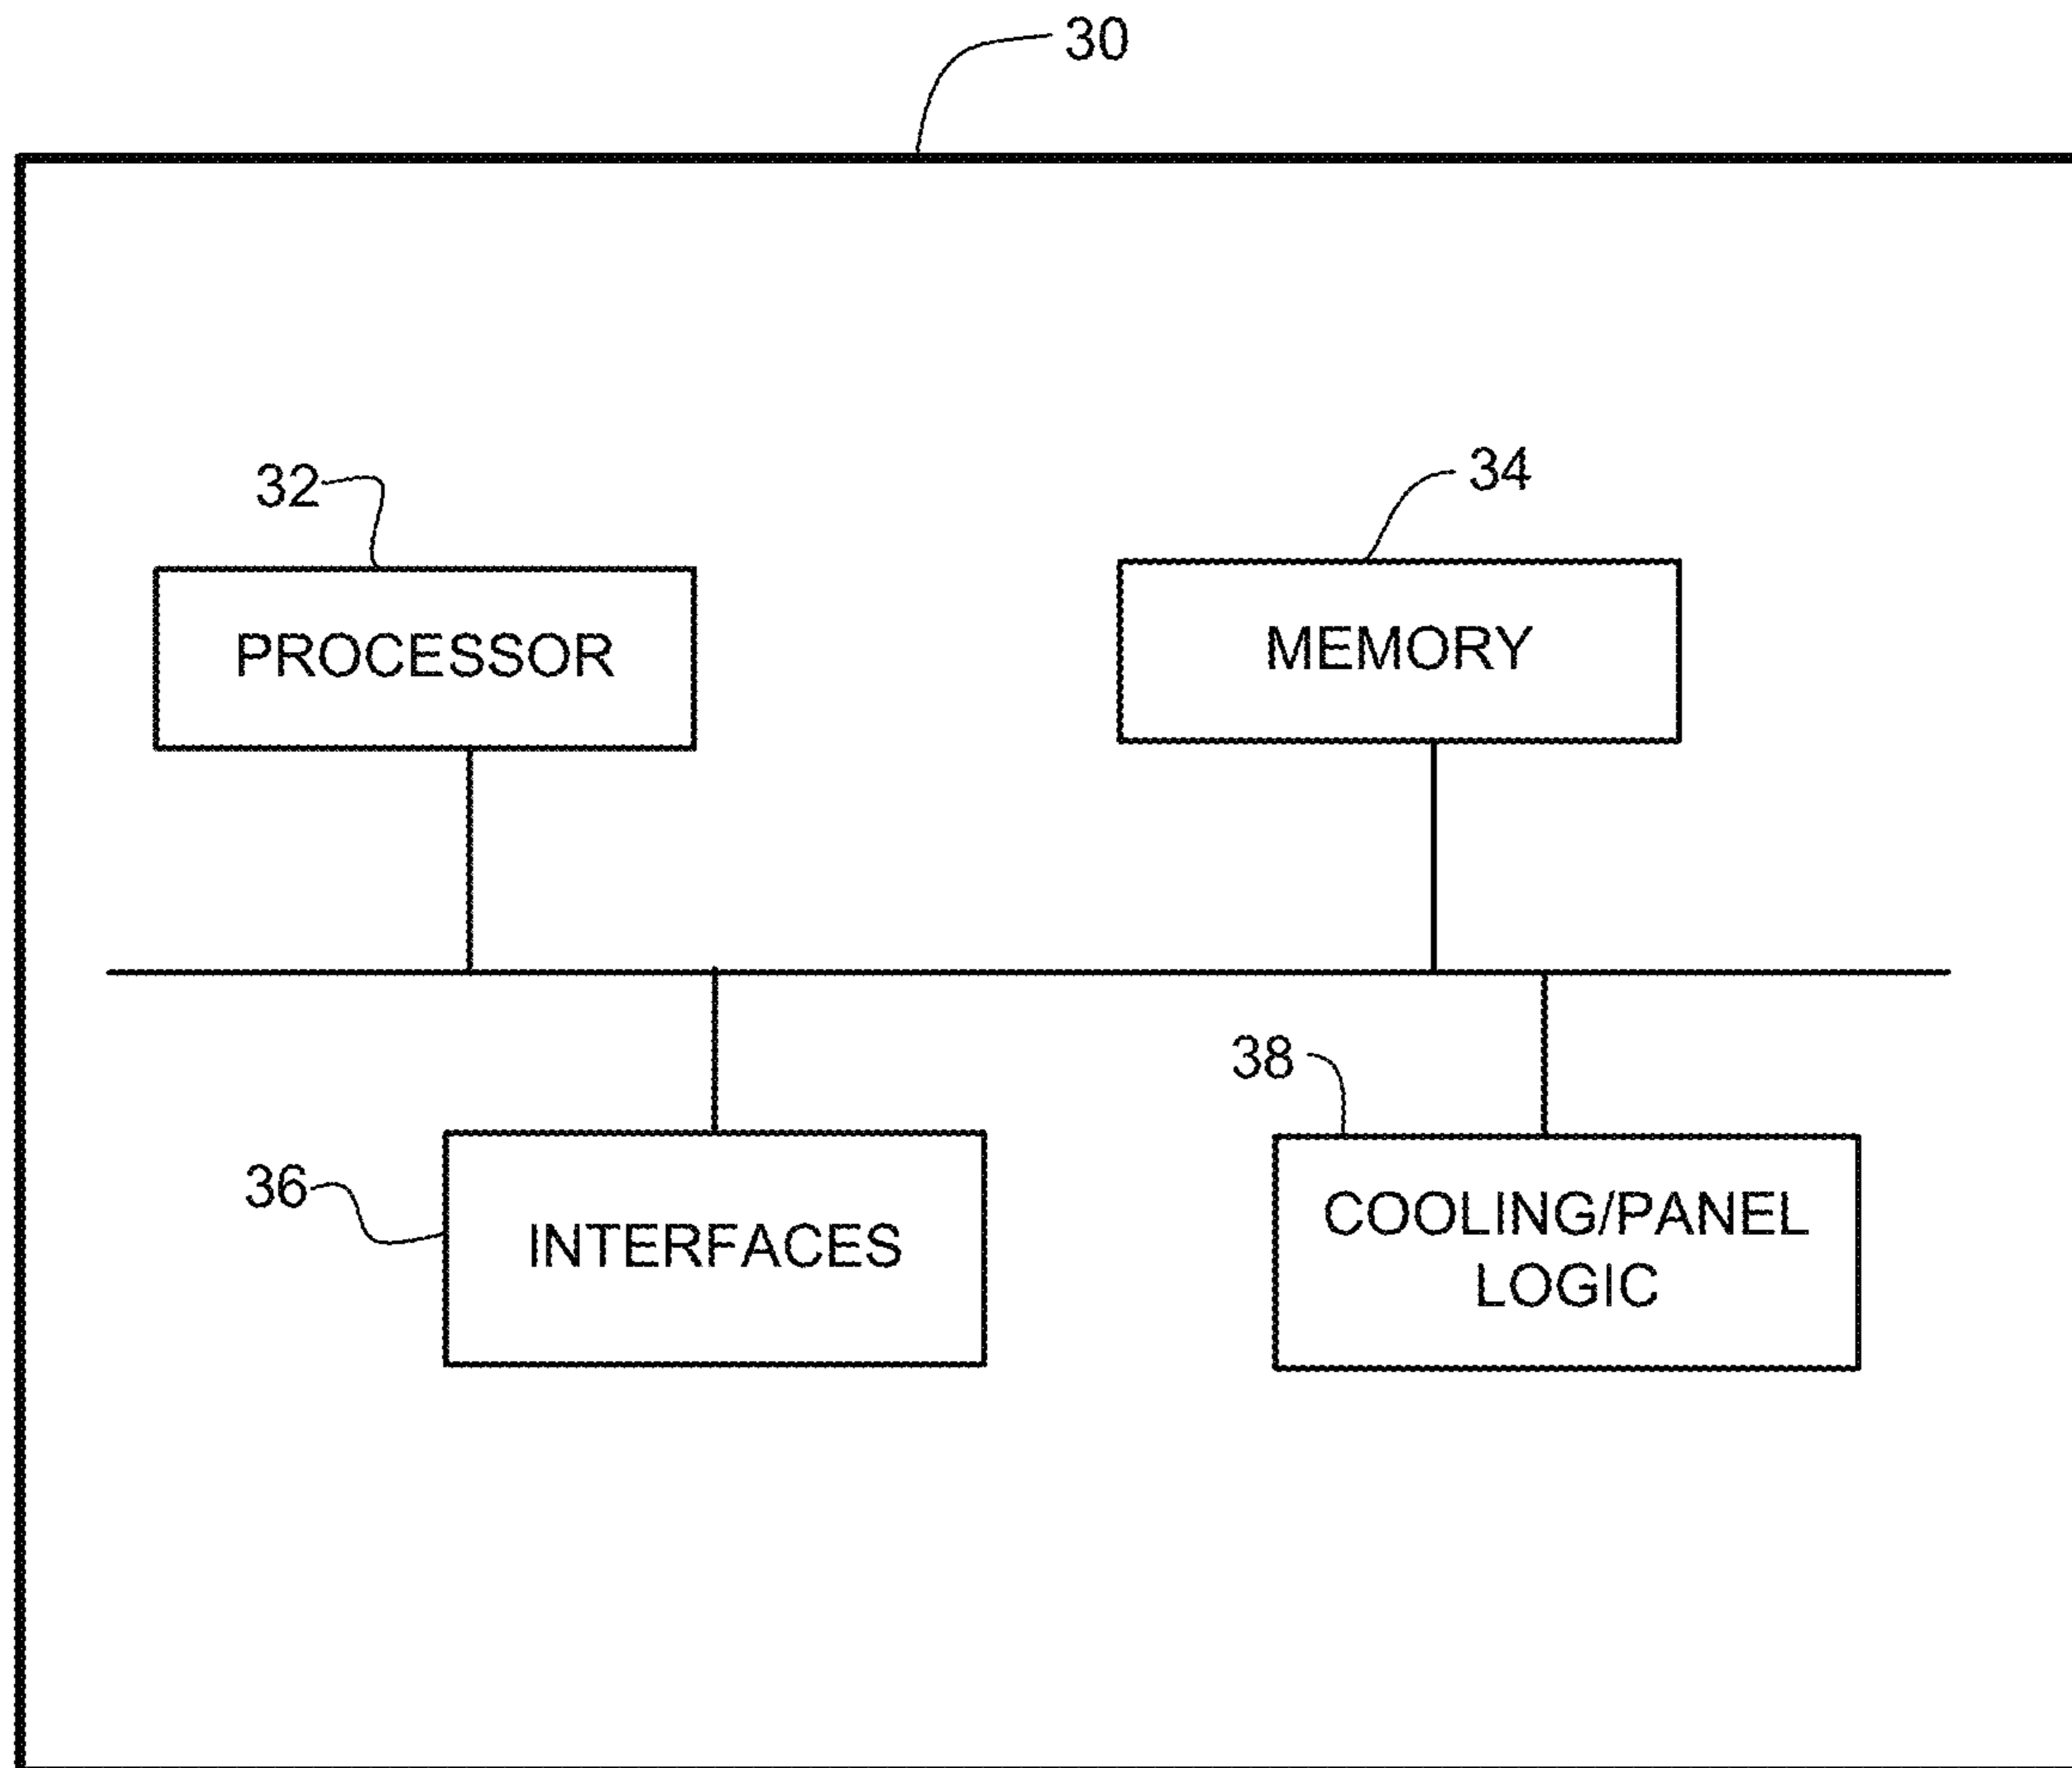 30
32
34
PROCESSOR
MEMORY
38
36
INTERFACES
COOLING/PANEL
LOGIC